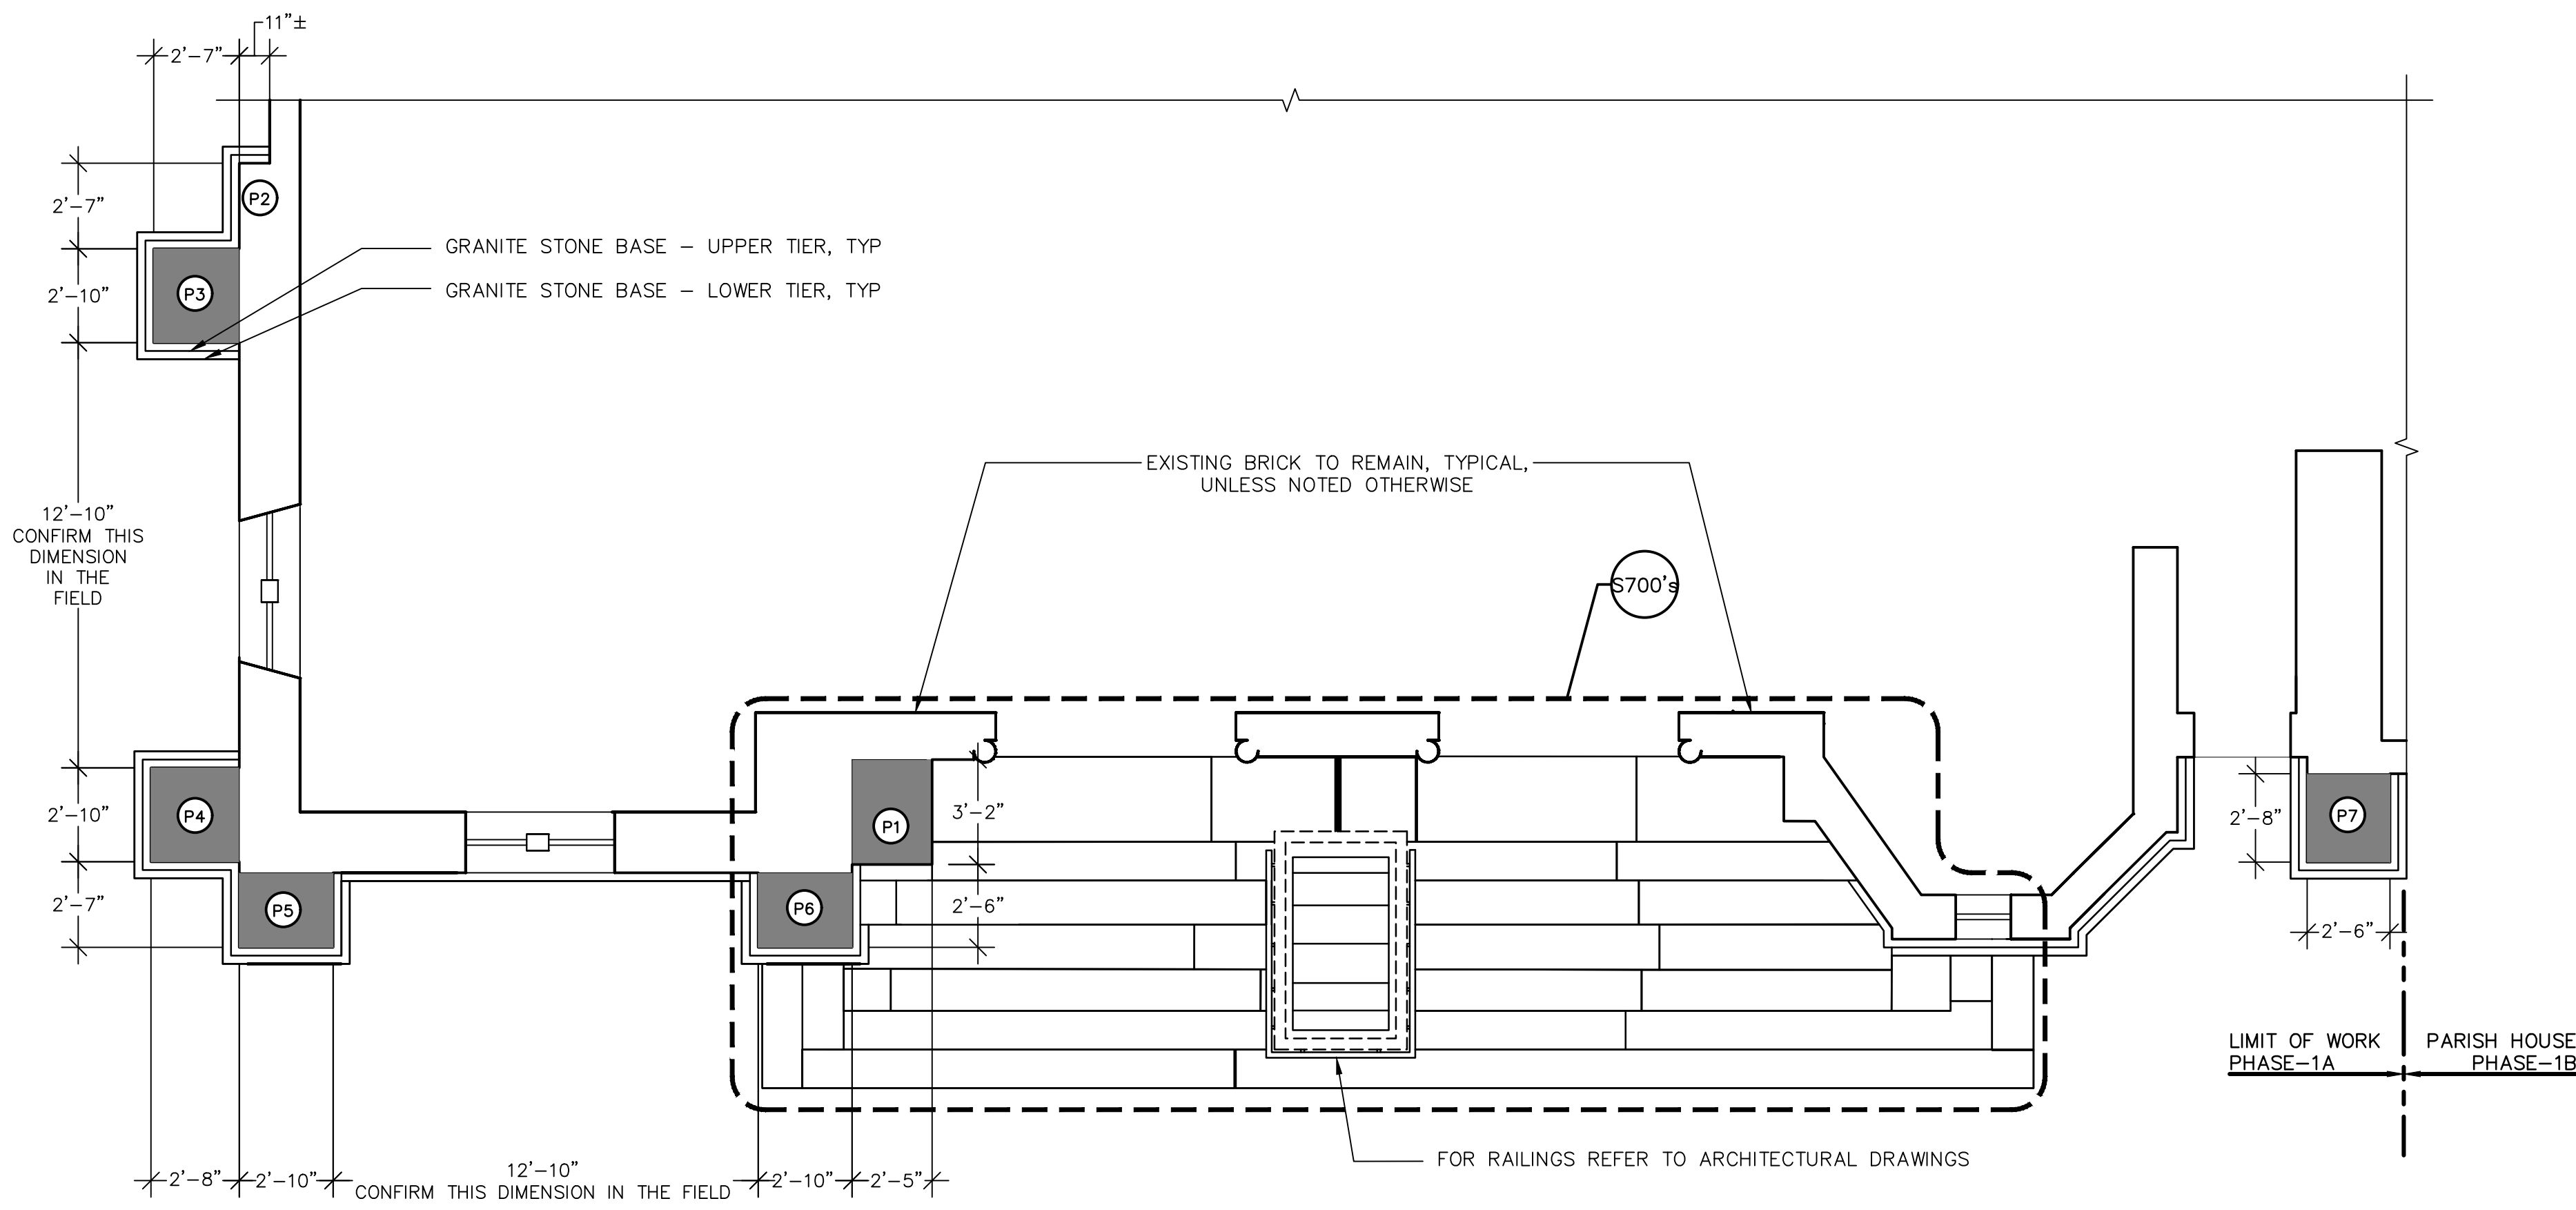 11"±
2'-7"
P2
2'-7"
GRANITE STONE BASE - UPPER TIER, TYP
P3
2'-10"
GRANITE STONE BASE - LOWER TIER, TYP
EXISTING BRICK TO REMAIN, TYPICAL,
UNLESS NOTED OTHERWISE
12'-10"
CONFIRM THIS
DIMENSION
IN THE
FIELD
S700's
P4
2'-10"
P1
3'-2"
P7
2'-8"
2'-7"
P5
P6
2'-6"
2'-6"
LIMIT OF WORK
PHASE-1A
PARISH HOUSE
PHASE-1B
FOR RAILINGS REFER TO ARCHITECTURAL DRAWINGS
2'-8"
2'-10"
12'-10"
CONFIRM THIS DIMENSION IN THE FIELD
2'-10"
2'-5"